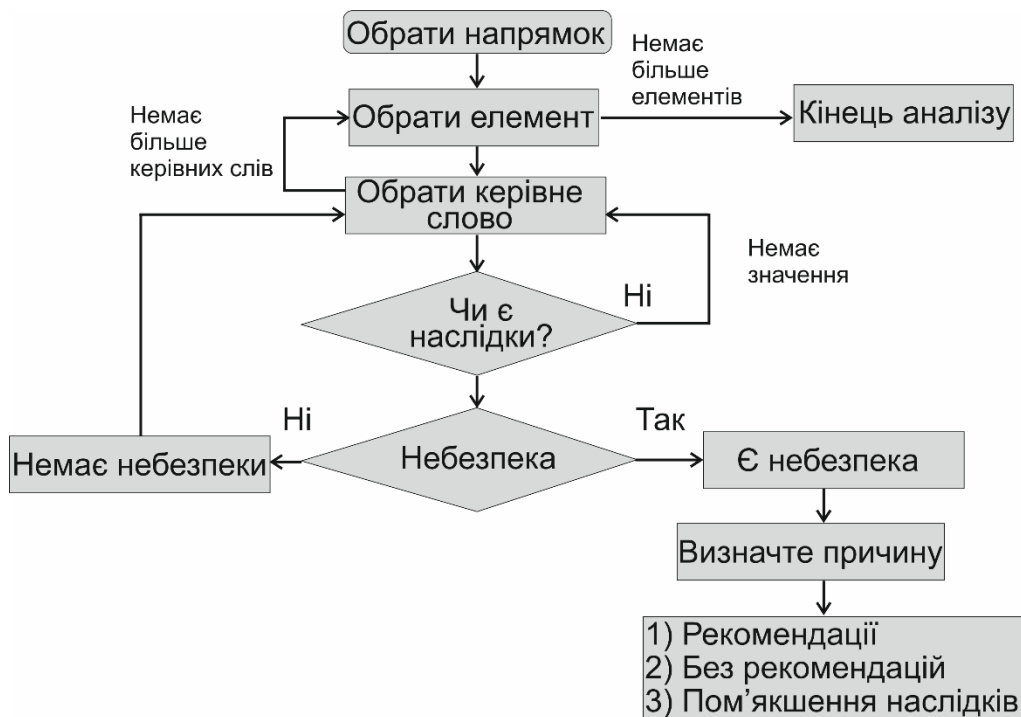 Обрати напрямок
Немає
більше
елементів
Обрати елемент
Кінець аналізу
Немає
більше
керівних слів
Обрати керівне
слово
Немає
значення
Чи є
наслідки?
Ні
Ні
Небезпека
Так
Немає небезпеки
Є небезпека
Визначте причину
1) Рекомендації
2) Без рекомендацій
3) Пом’якшення наслідків